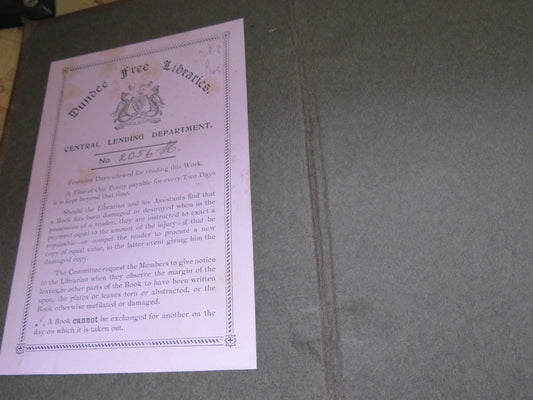 Dundee Free Libraries.
CENTRAL LENDING DEPARTMENT.
No. 2056
Fourteen Days allowed for reading this Work.
A Fine of One Penny payable for every Two Days
it is kept beyond that time.
Should the Librarian and his Assistants find that
a Book has been damaged or destroyed when in the
possession of a reader, they are instructed to exact a
payment equal to the amount of the injury—if that be
repairable—or compel the reader to procure a new
copy of equal value, in the latter event giving him the
damaged copy.
The Committee request the Members to give notice
to the Librarian when they observe the margin of the
leaves, or other parts of the Book to have been written
upon, the plates or leaves torn or abstracted, or the
Book otherwise mutilated or damaged.
⁂ A Book cannot be exchanged for another on the
day on which it is taken out.